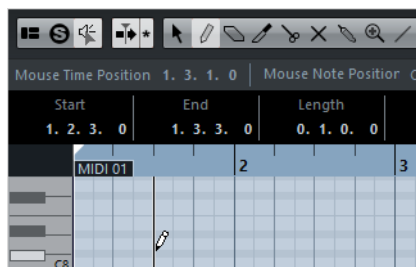 Mouse Time Position 1. 3. 1. 0 Mouse Note Position
Start End Length
1. 2. 3. 0 1. 3. 3. 0 0. 1. 0. 0
MIDI 01 2 3
C8